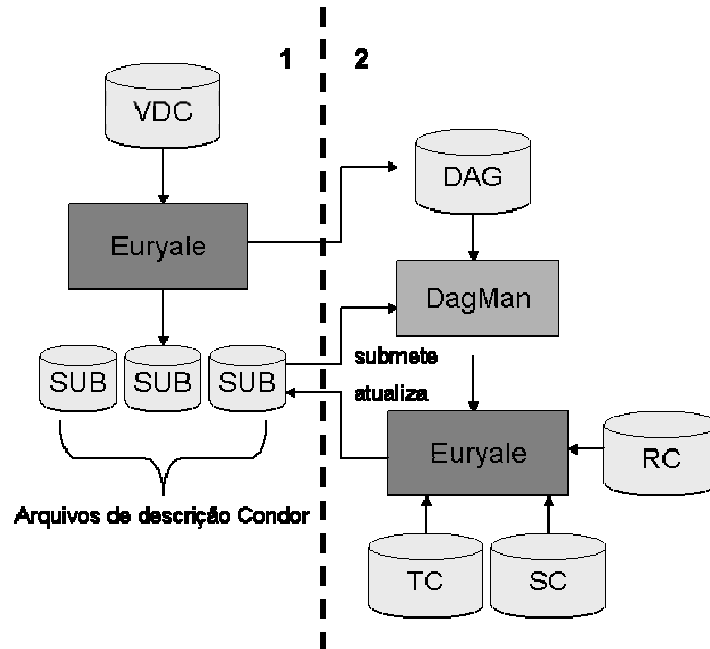 1
2
VDC
DAG
Euryale
DagMan
SUB
SUB
SUB
submete
atualiza
Euryale
RC
Arquivos de descrição Condor
TC
SC